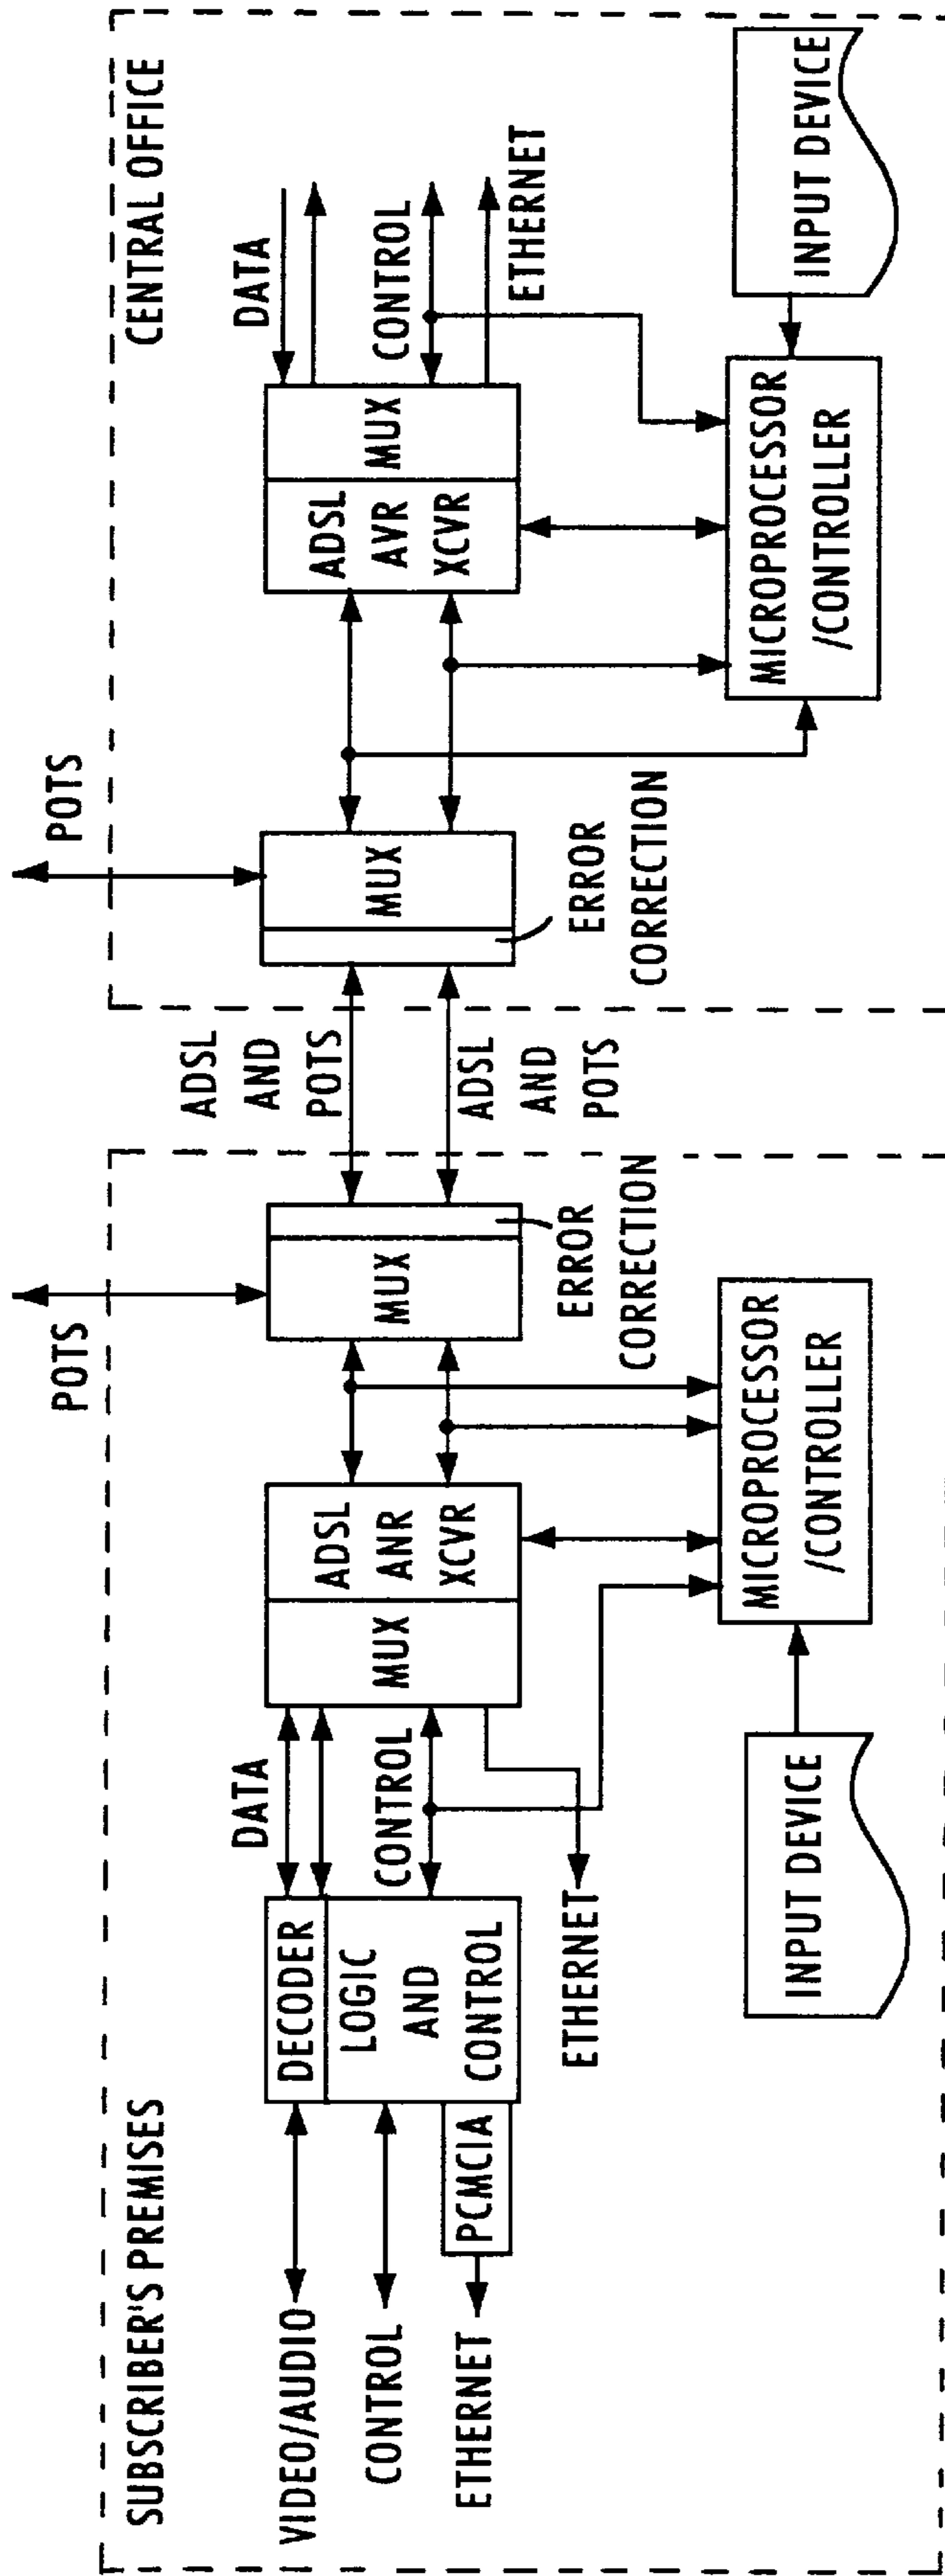 SUBSCRIBER'S PREMISES
VIDEO/AUDIO
CONTROL
ETHERNET
DECODER
LOGIC
AND
CONTROL
PCMCIA
DATA
CONTROL
ETHERNET
MUX
ADSL
ANR
XCVR
POTS
MUX
ERROR
CORRECTION
INPUT DEVICE
MICROPROCESSOR
/CONTROLLER
ADSL
AND
POTS
ADSL
AND
POTS
CENTRAL OFFICE
POTS
MUX
ERROR
CORRECTION
ADSL
AVR
XCVR
MUX
DATA
CONTROL
ETHERNET
MICROPROCESSOR
/CONTROLLER
INPUT DEVICE